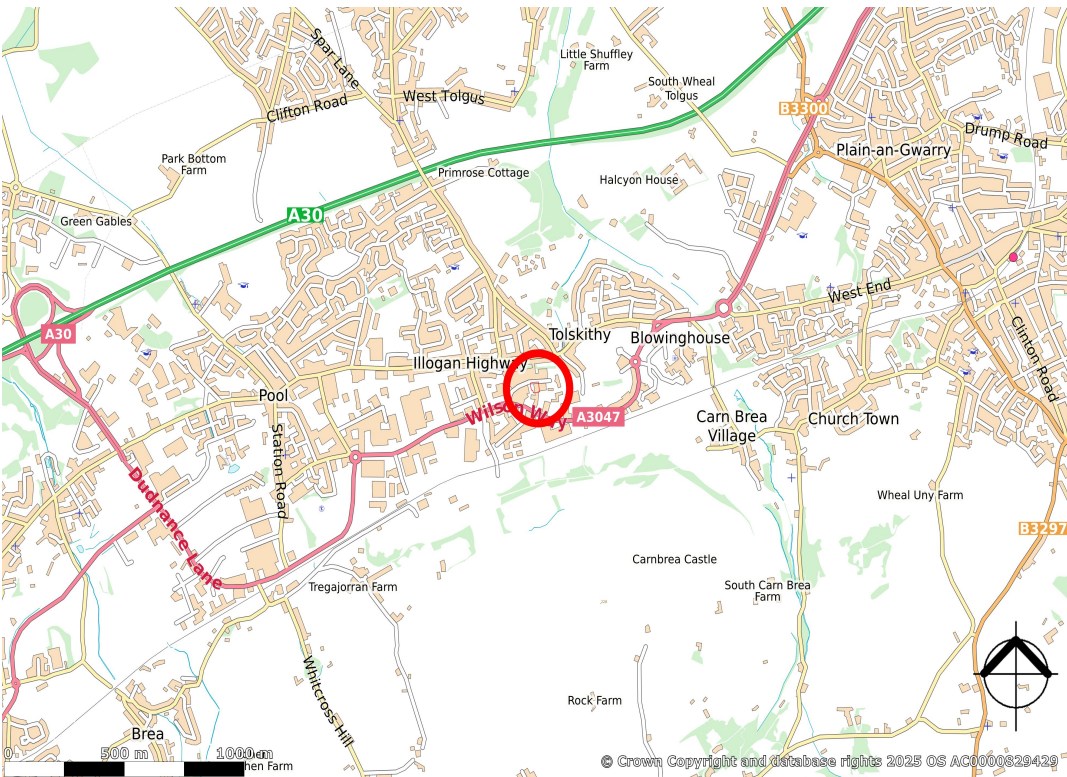 Spar Lane
Little Shuffley
Farm
South Wheal
Tolgus
Clifton Road
West Tolgus
B3300
Drump Road
Plain-an-Gwarry
Park Bottom
Farm
Primrose Cottage
Halcyon House
A30
Green Gables
West End
A30
Tolskithy
Blowinghouse
Illogan Highway
Clinton Road
Pool
Wilson Way
A3047
Carn Brea
Village
Church Town
Station Road
Dudnance Lane
Wheal Uny Farm
B3297
Carnbrea Castle
Tregajorran Farm
South Carn Brea
Farm
Whitcross Hill
Rock Farm
Brea
0
500 m
1000 m
hen Farm
© Crown Copyright and database rights 2025 OS AC0000829429